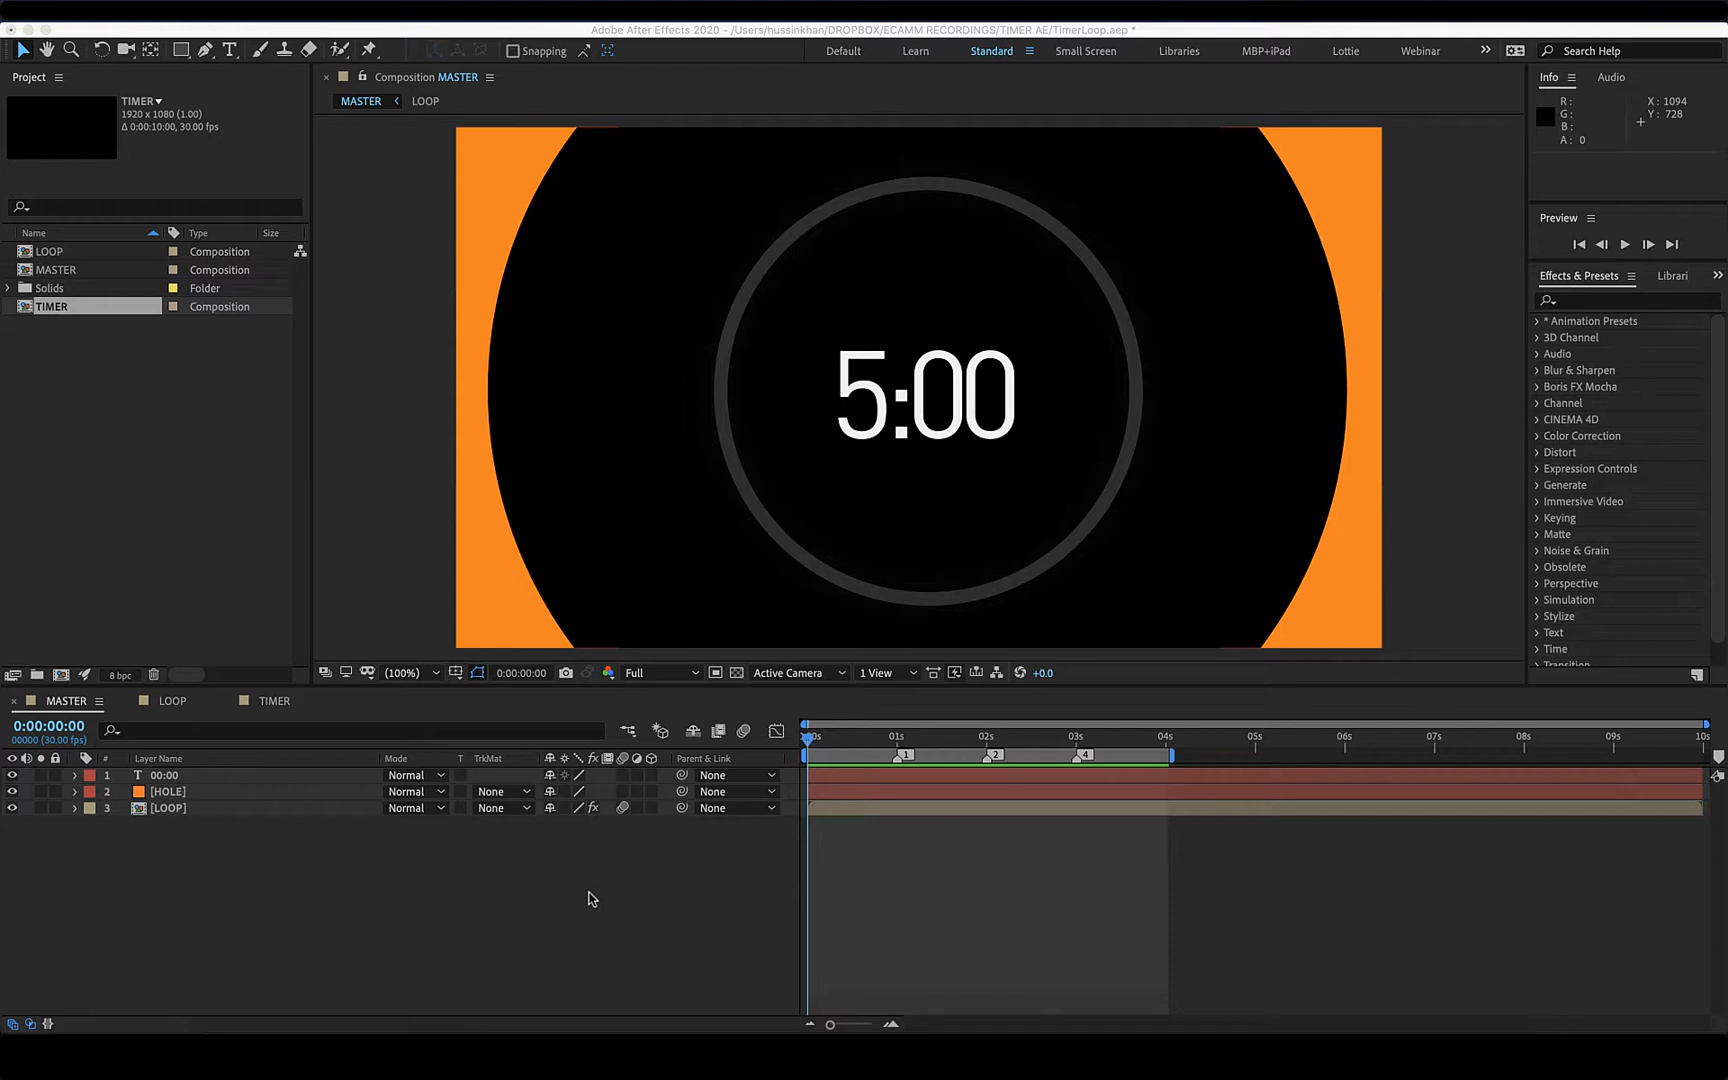 Adobe After Effects 2020 - /Users/hussinkhan/DROPBOX/ECAMM RECORDINGS/TIMER AE/TimerLoop.aep *
Snapping
Default Learn Standard Small Screen Libraries MBP+iPad Lottie Webinar Search Help
Project
Composition MASTER
Info Audio
TIMER
1920 x 1080 (1.00)
Δ 0:00:10:00, 30.00 fps
MASTER LOOP
R:
G:
B:
A: 0
X: 1094
Y: 728
Preview
Name Type Size
LOOP Composition
MASTER Composition
Solids Folder
TIMER Composition
5:00
Effects & Presets Librari
* Animation Presets
3D Channel
Audio
Blur & Sharpen
Boris FX Mocha
Channel
CINEMA 4D
Color Correction
Distort
Expression Controls
Generate
Immersive Video
Keying
Matte
Noise & Grain
Obsolete
Perspective
Simulation
Stylize
Text
Time
Transition
8 bpc
(100%) 0:00:00:00 Full Active Camera 1 View +0.0
MASTER LOOP TIMER
0:00:00:00
00000 (30.00 fps)
01s 02s 03s 04s 05s 06s 07s 08s 09s 10s
1 2 4
# Layer Name Mode T TrkMat fx Parent & Link
1 T 00:00 Normal None
2 [HOLE] Normal None None
3 [LOOP] Normal None fx None